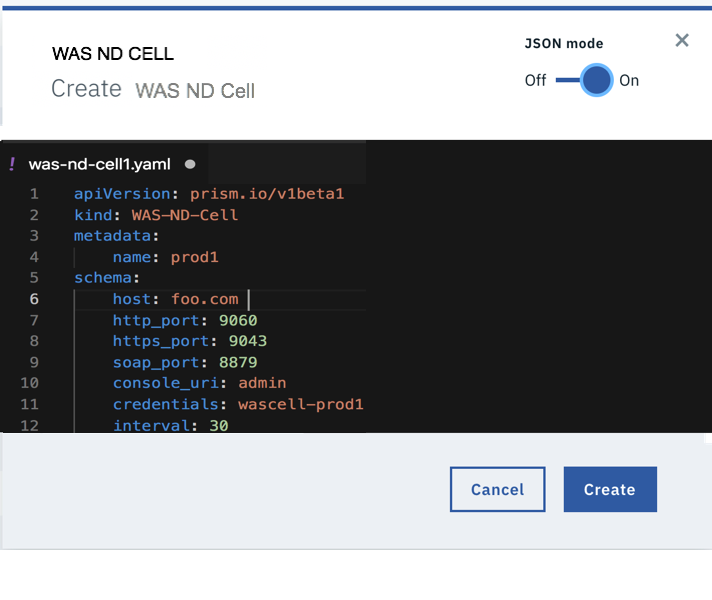 WAS ND CELL
Create WAS ND Cell
JSON mode
Off On
! was-nd-cell1.yaml
1 apiVersion: prism.io/v1beta1
2 kind: WAS-ND-Cell
3 metadata:
4 name: prod1
5 schema:
6 host: foo.com
7 http_port: 9060
8 https_port: 9043
9 soap_port: 8879
10 console_uri: admin
11 credentials: wascell-prod1
12 interval: 30
Cancel Create